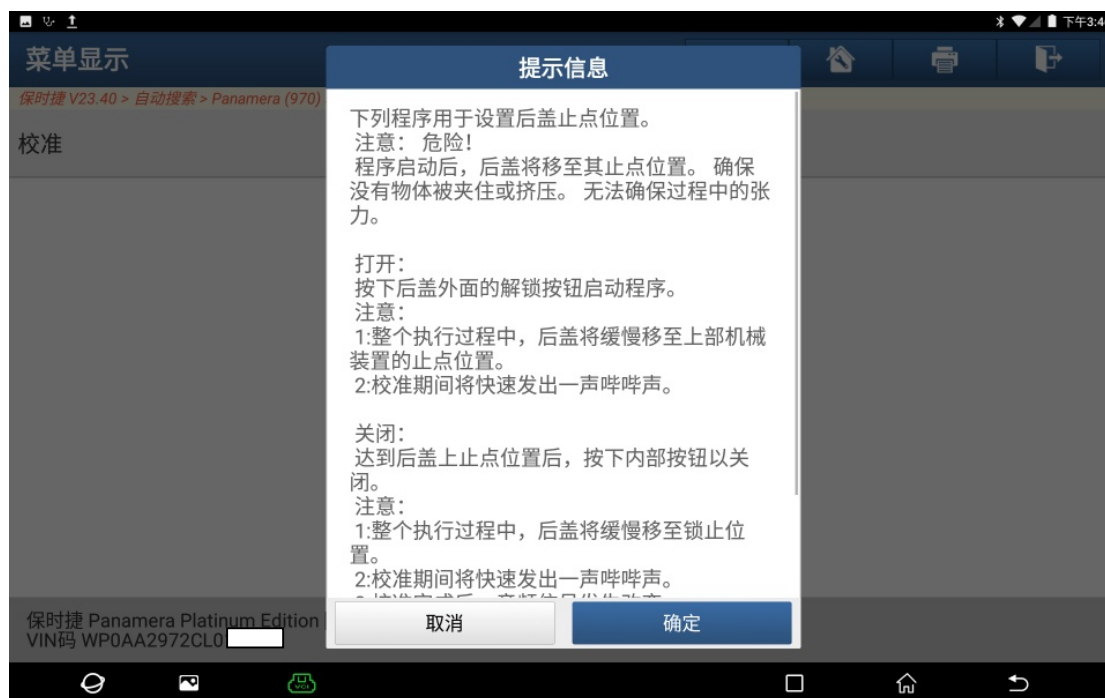 下午3:4
菜单显示
提示信息
保时捷 V23.40 > 自动搜索 > Panamera (970)
校准
下列程序用于设置后盖止点位置。
注意： 危险！
程序启动后，后盖将移至其止点位置。 确保
没有物体被夹住或挤压。 无法确保过程中的张
力。
打开：
按下后盖外面的解锁按钮启动程序。
注意：
1:整个执行过程中，后盖将缓慢移至上部机械
装置的止点位置。
2:校准期间将快速发出一声哔哔声。
关闭：
达到后盖上止点位置后，按下内部按钮以关
闭。
注意：
1:整个执行过程中，后盖将缓慢移至锁止位
置。
2:校准期间将快速发出一声哔哔声。
取消
确定
保时捷 Panamera Platinum Edition
VIN码 WP0AA2972CL0